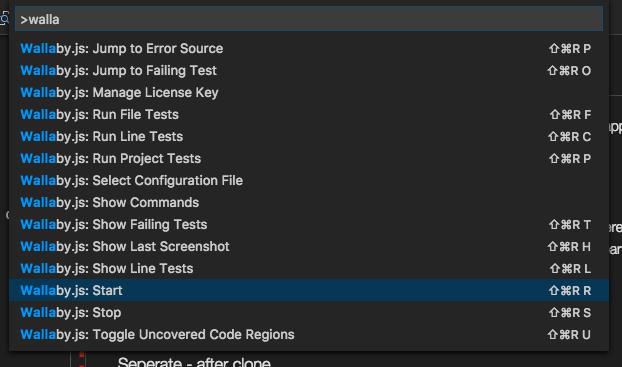 >walla
Wallaby.js: Jump to Error Source ⇧⌘R P
Wallaby.js: Jump to Failing Test ⇧⌘R O
Wallaby.js: Manage License Key
Wallaby.js: Run File Tests ⇧⌘R F
Wallaby.js: Run Line Tests ⇧⌘R C
Wallaby.js: Run Project Tests ⇧⌘R P
Wallaby.js: Select Configuration File
Wallaby.js: Show Commands
Wallaby.js: Show Failing Tests ⇧⌘R T
Wallaby.js: Show Last Screenshot ⇧⌘R H
Wallaby.js: Show Line Tests ⇧⌘R L
Wallaby.js: Start ⇧⌘R R
Wallaby.js: Stop ⇧⌘R S
Wallaby.js: Toggle Uncovered Code Regions ⇧⌘R U
Seperate - after clone